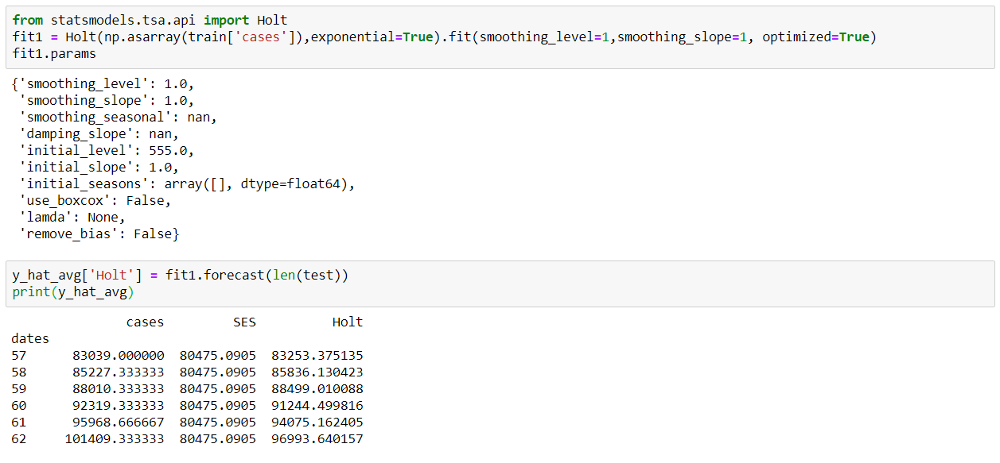 from statsmodels.tsa.api import Holt
fit1 = Holt(np.asarray(train['cases']),exponential=True).fit(smoothing_level=1,smoothing_slope=1, optimized=True)
fit1.params
{'smoothing_level': 1.0,
 'smoothing_slope': 1.0,
 'smoothing_seasonal': nan,
 'damping_slope': nan,
 'initial_level': 555.0,
 'initial_slope': 1.0,
 'initial_seasons': array([], dtype=float64),
 'use_boxcox': False,
 'lamda': None,
 'remove_bias': False}
y_hat_avg['Holt'] = fit1.forecast(len(test))
print(y_hat_avg)
cases SES Holt
dates
57 83039.000000 80475.0905 83253.375135
58 85227.333333 80475.0905 85836.130423
59 88010.333333 80475.0905 88499.010088
60 92319.333333 80475.0905 91244.499816
61 95968.666667 80475.0905 94075.162405
62 101409.333333 80475.0905 96993.640157